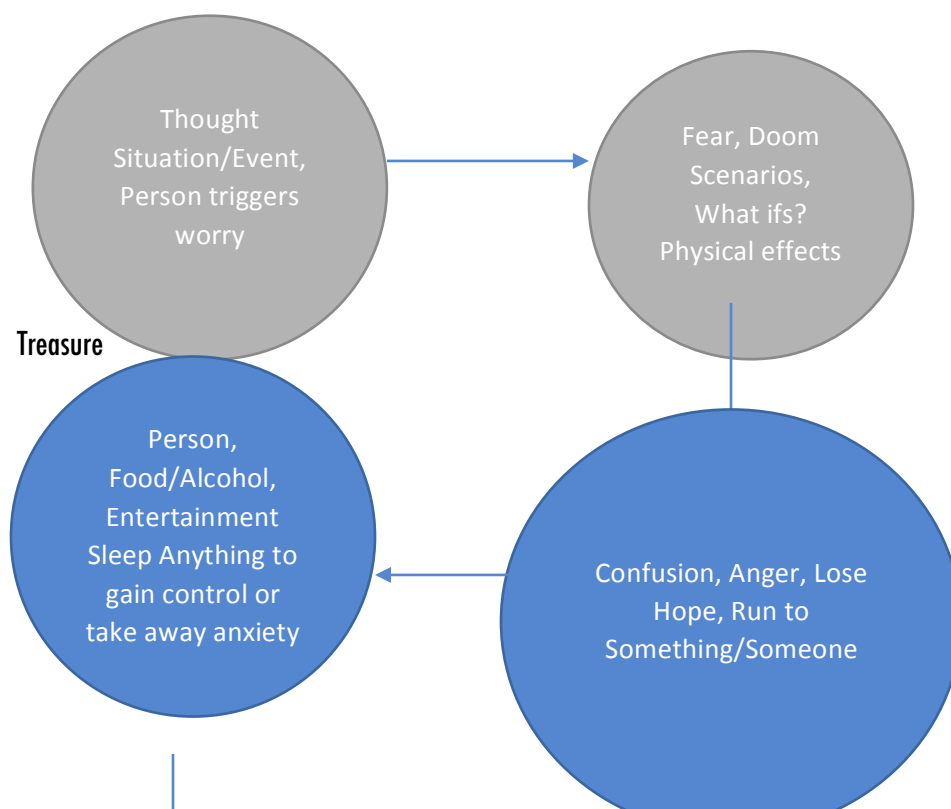 Thought
Situation/Event,
Person triggers
worry
Fear, Doom
Scenarios,
What ifs?
Physical effects
Treasure
Person,
Food/Alcohol,
Entertainment
Sleep Anything to
gain control or
take away anxiety
Confusion, Anger, Lose
Hope, Run to
Something/Someone